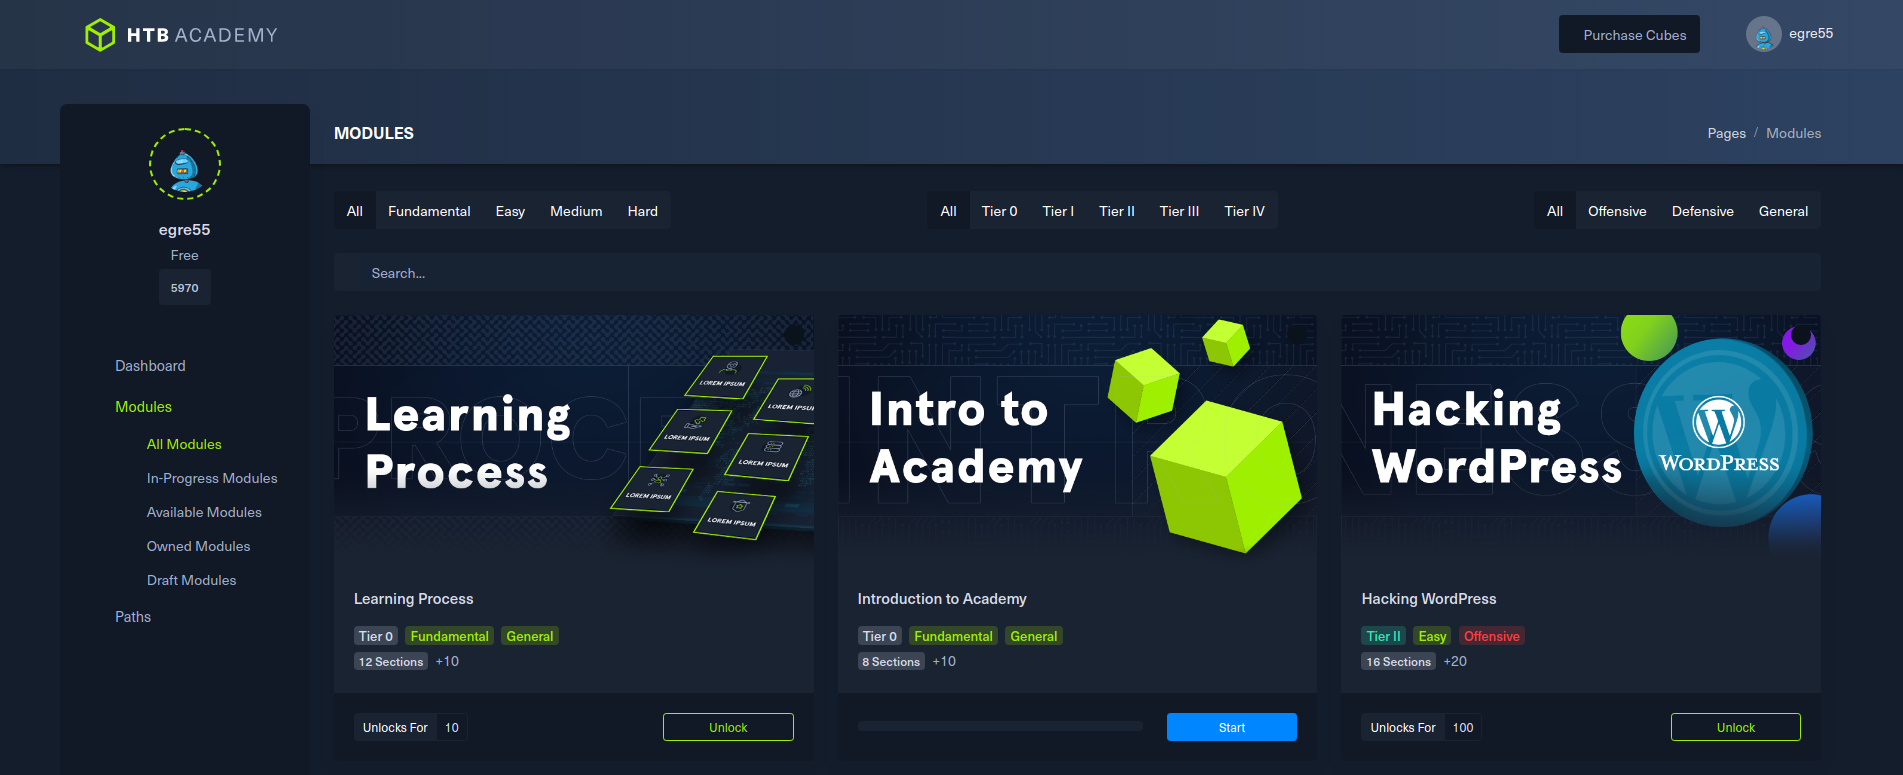 HTB ACADEMY
Purchase Cubes
egre55
MODULES
Pages / Modules
egre55
Free
5970
Dashboard
Modules
All Modules
In-Progress Modules
Available Modules
Owned Modules
Draft Modules
Paths
All Fundamental Easy Medium Hard
All Tier 0 Tier I Tier II Tier III Tier IV
All Offensive Defensive General
Search...
Learning
Process
LOREM IPSUM
LOREM IPSUM
LOREM IPSUM
LOREM IPSUM
LOREM IPSUM
LOREM IPSUM
Learning Process
Tier 0 Fundamental General
12 Sections +10
Unlocks For 10
Unlock
Intro to
Academy
Introduction to Academy
Tier 0 Fundamental General
8 Sections +10
Start
Hacking
WordPress
WORDPRESS
Hacking WordPress
Tier II Easy Offensive
16 Sections +20
Unlocks For 100
Unlock